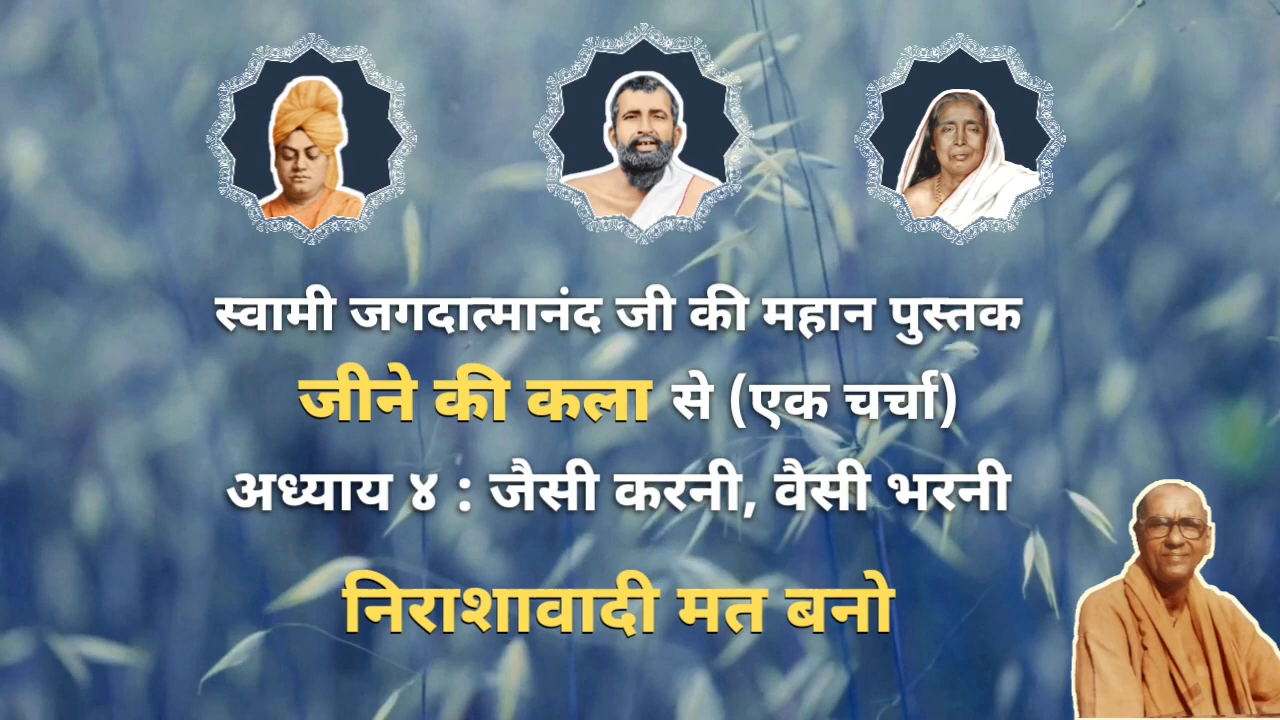 स्वामी जगदात्मानंद जी की महान पुस्तक
जीने की कला से (एक चर्चा)
अध्याय ४ : जैसी करनी, वैसी भरनी
निराशावादी मत बनो